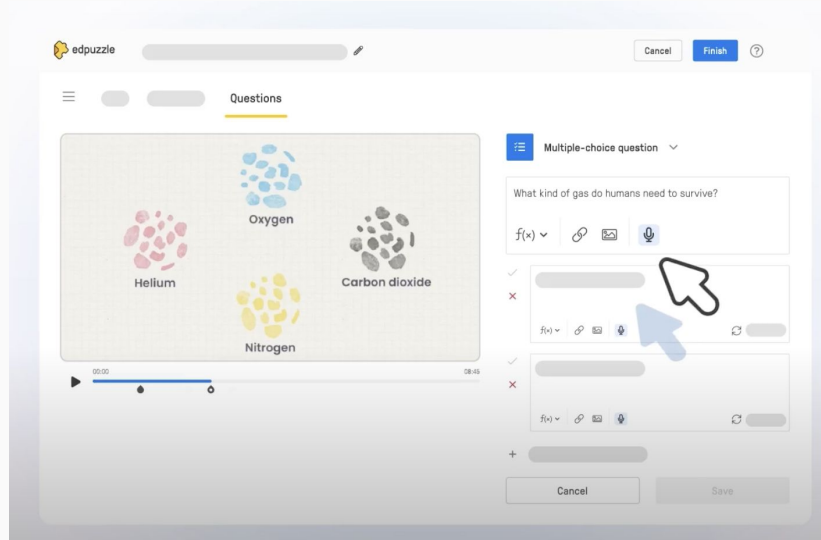 edpuzzle
Cancel
Finish
?
Questions
Multiple-choice question
What kind of gas do humans need to survive?
f(x)
Oxygen
Helium
Carbon dioxide
Nitrogen
00:00
08:45
f(x)
f(x)
Cancel
Save